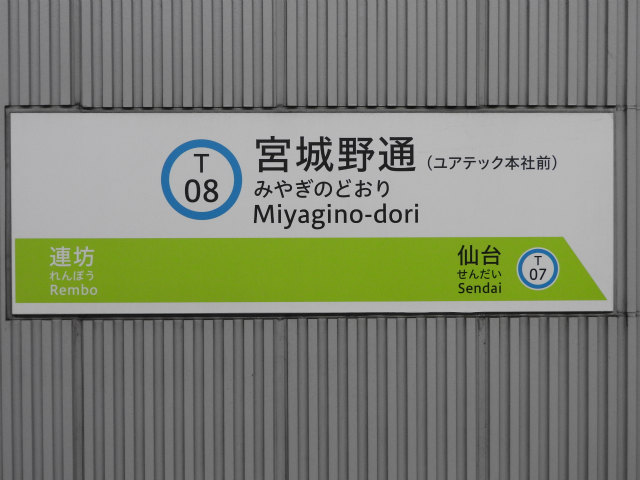 T
08
宮城野通（ユアテック本社前）
みやぎのどおり
Miyagino-dori
連坊
れんぼう
Rembo
仙台
せんだい
Sendai
T
07